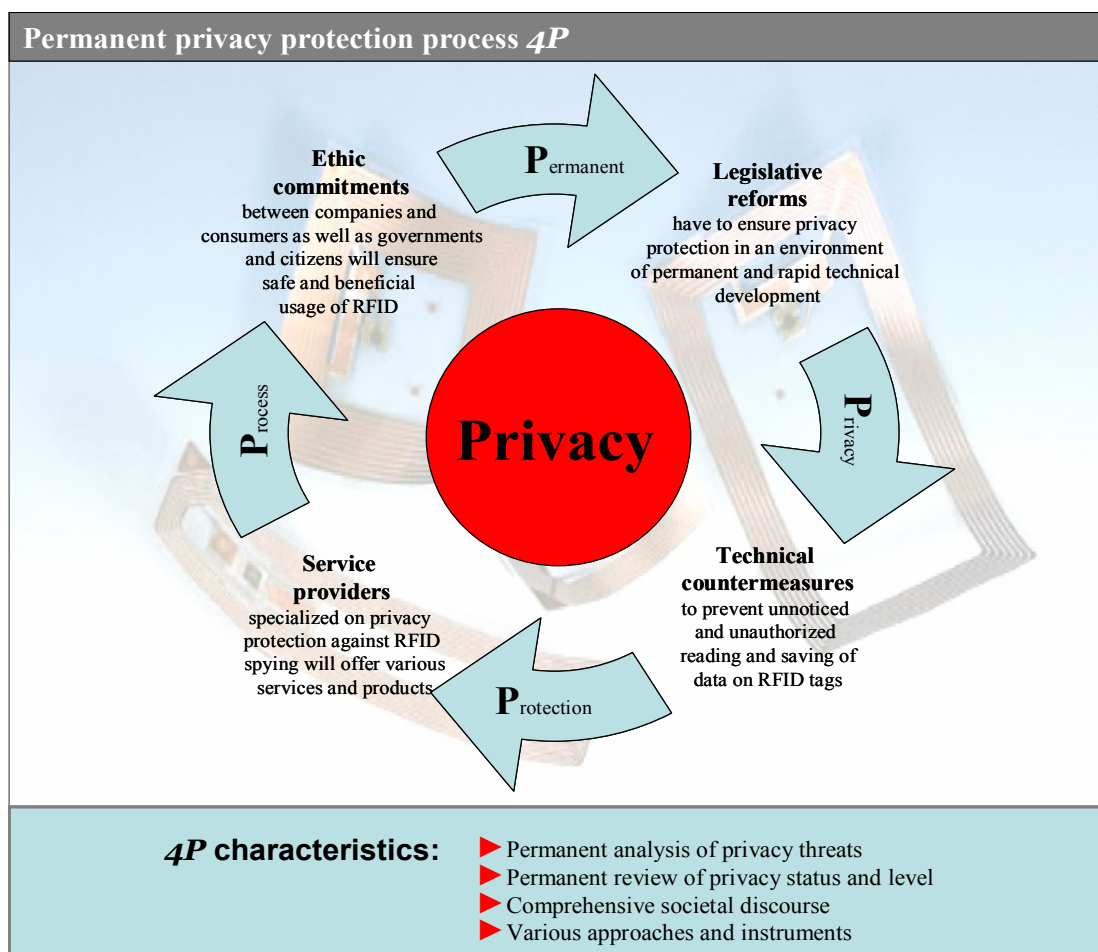 Permanent privacy protection process 4P
Permanent
Ethic
commitments
between companies and
consumers as well as governments
and citizens will ensure
safe and beneficial
usage of RFID
Legislative
reforms
have to ensure privacy
protection in an environment
of permanent and rapid technical
development
Privacy
Privacy
Process
Technical
countermeasures
to prevent unnoticed
and unauthorized
reading and saving of
data on RFID tags
Service
providers
specialized on privacy
protection against RFID
spying will offer various
services and products
Protection
4P characteristics:
Permanent analysis of privacy threats
Permanent review of privacy status and level
Comprehensive societal discourse
Various approaches and instruments